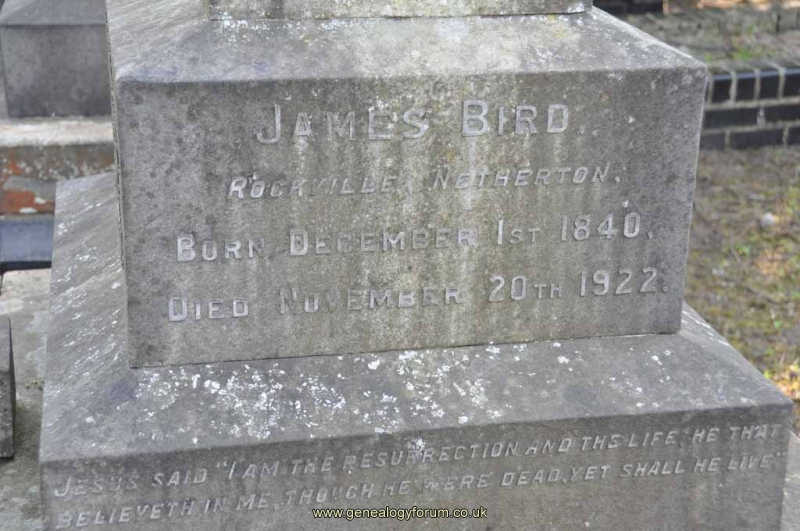 JAMES BIRD
ROCKVILLE, NETHERTON.
BORN DECEMBER 1ST 1840.
DIED NOVEMBER 20TH 1922.
JESUS SAID "I AM THE RESURRECTION AND THE LIFE, HE THAT
BELIEVETH IN ME, THOUGH HE WERE DEAD, YET SHALL HE LIVE"
www.genealogyforum.co.uk